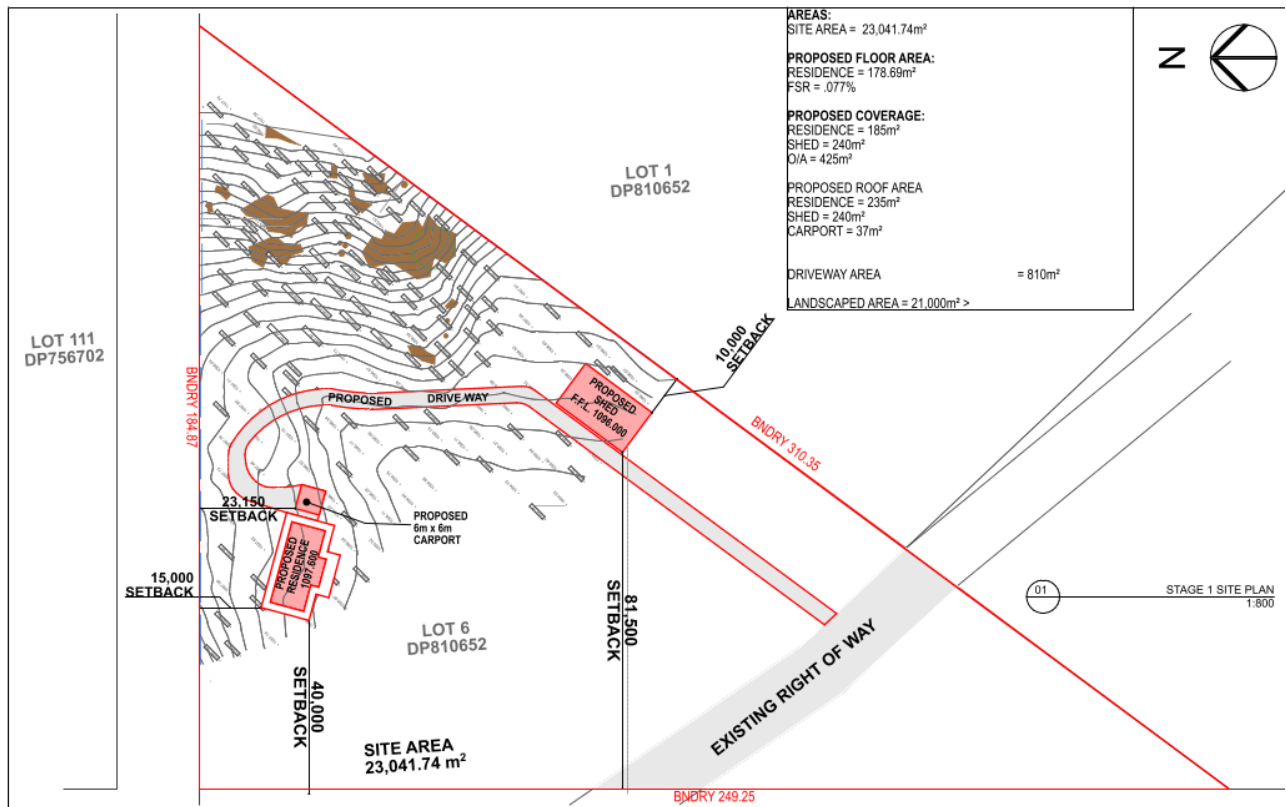 AREAS:
SITE AREA = 23,041.74m²
PROPOSED FLOOR AREA:
RESIDENCE = 178.69m²
FSR = .077%
PROPOSED COVERAGE:
RESIDENCE = 185m²
SHED = 240m²
O/A = 425m²
PROPOSED ROOF AREA
RESIDENCE = 235m²
SHED = 240m²
CARPORT = 37m²
DRIVEWAY AREA = 810m²
LANDSCAPED AREA = 21,000m² >
N
LOT 1
DP810652
LOT 111
DP756702
BNDRY 184.87
10,000
SETBACK
PROPOSED
SHED
F.F.L. 1096.000
PROPOSED DRIVE WAY
BNDRY 310.35
23,150
SETBACK
PROPOSED
6m x 6m
CARPORT
PROPOSED
RESIDENCE
1097.600
15,000
SETBACK
81,500
SETBACK
01
STAGE 1 SITE PLAN
1:800
LOT 6
DP810652
40,000
SETBACK
EXISTING RIGHT OF WAY
SITE AREA
23,041.74 m²
BNDRY 249.25